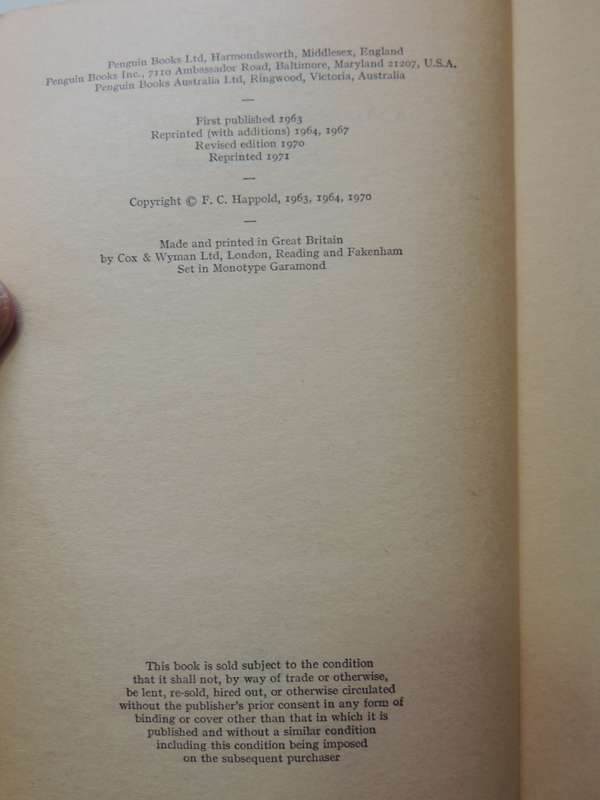 Penguin Books Ltd, Harmondsworth, Middlesex, England
Penguin Books Inc., 7110 Ambassador Road, Baltimore, Maryland 21207, U.S.A.
Penguin Books Australia Ltd, Ringwood, Victoria, Australia
—
First published 1963
Reprinted (with additions) 1964, 1967
Revised edition 1970
Reprinted 1971
—
Copyright © F. C. Happold, 1963, 1964, 1970
—
Made and printed in Great Britain
by Cox & Wyman Ltd, London, Reading and Fakenham
Set in Monotype Garamond
This book is sold subject to the condition
that it shall not, by way of trade or otherwise,
be lent, re-sold, hired out, or otherwise circulated
without the publisher's prior consent in any form of
binding or cover other than that in which it is
published and without a similar condition
including this condition being imposed
on the subsequent purchaser